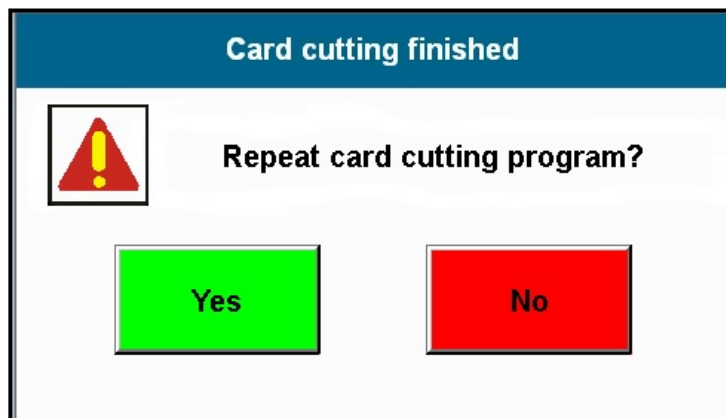 Card cutting finished
Repeat card cutting program?
Yes
No